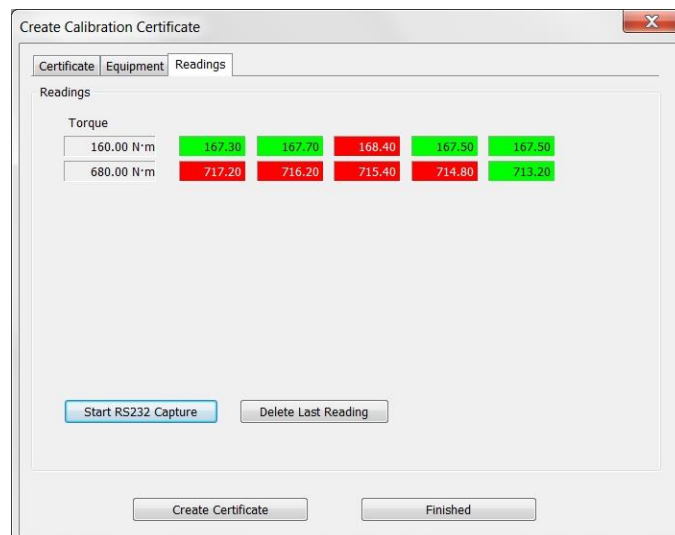 Create Calibration Certificate
X
Certificate Equipment Readings
Readings
Torque
160.00 N·m 167.30 167.70 168.40 167.50 167.50
680.00 N·m 717.20 716.20 715.40 714.80 713.20
Start RS232 Capture Delete Last Reading
Create Certificate Finished